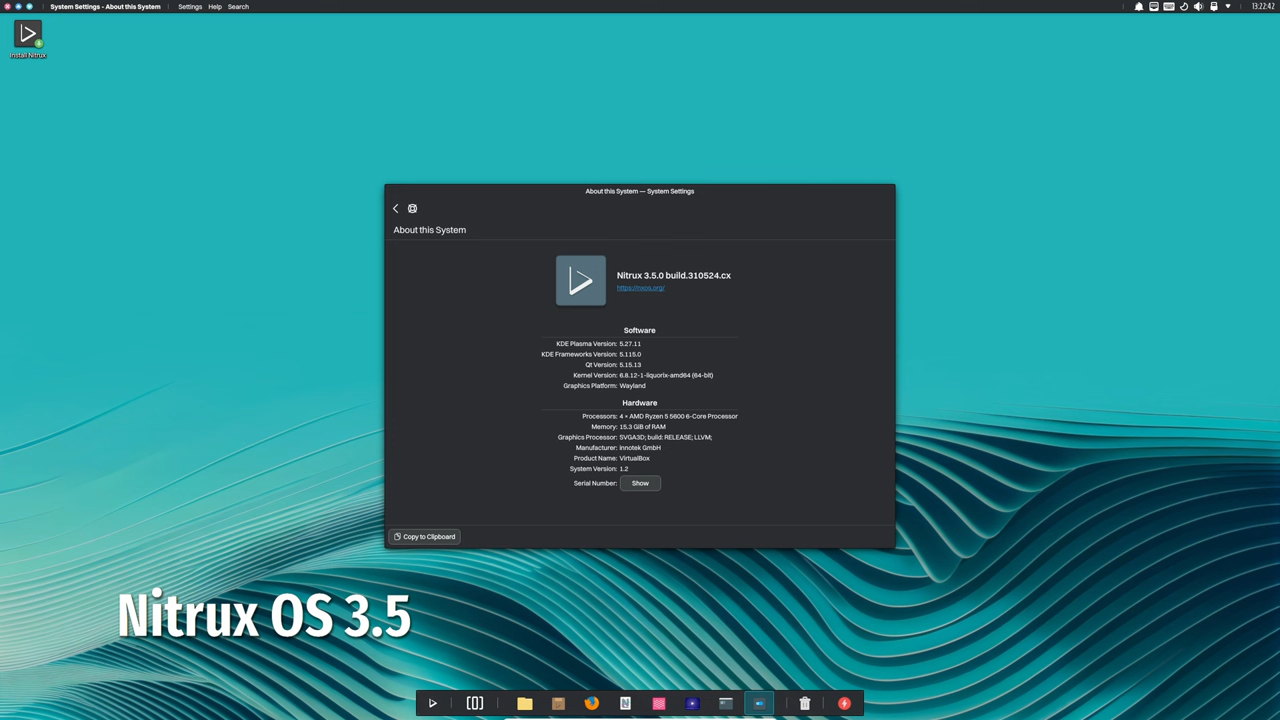 System Settings - About this System Settings Help Search 13:22:42
Install Nitrux
About this System — System Settings
About this System
Nitrux 3.5.0 build.310524.cx
https://nxos.org/
Software
KDE Plasma Version: 5.27.11
KDE Frameworks Version: 5.115.0
Qt Version: 5.15.13
Kernel Version: 6.8.12-1-liquorix-amd64 (64-bit)
Graphics Platform: Wayland
Hardware
Processors: 4 × AMD Ryzen 5 5600 6-Core Processor
Memory: 15.3 GiB of RAM
Graphics Processor: SVGA3D; build: RELEASE; LLVM;
Manufacturer: innotek GmbH
Product Name: VirtualBox
System Version: 1.2
Serial Number: Show
Copy to Clipboard
Nitrux OS 3.5